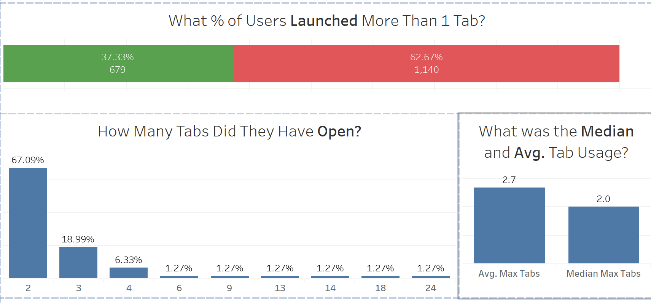 What % of Users Launched More Than 1 Tab?
37.33% 62.67%
679 1,140
How Many Tabs Did They Have Open?
67.09% 18.99% 6.33% 1.27% 1.27% 1.27% 1.27% 1.27% 1.27%
2 3 4 6 9 13 14 18 24
What was the Median
and Avg. Tab Usage?
2.7 2.0
Avg. Max Tabs Median Max Tabs